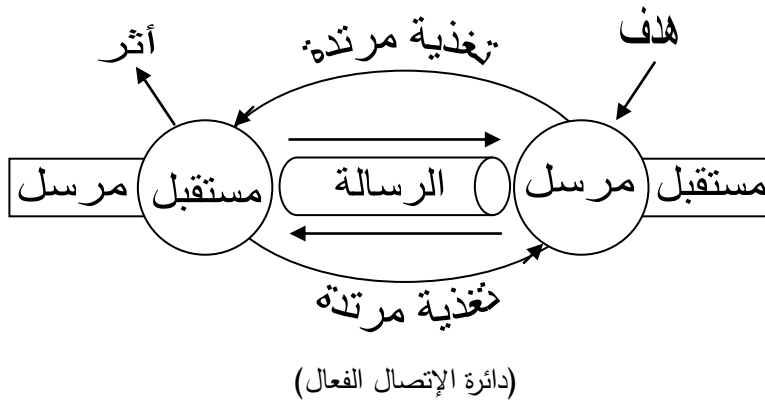 هدف
تغذية مرتدة
أثر
مستقبل
مرسل
الرسالة
مستقبل
مرسل
تغذية مرتدة
(دائرة الإتصال الفعال)